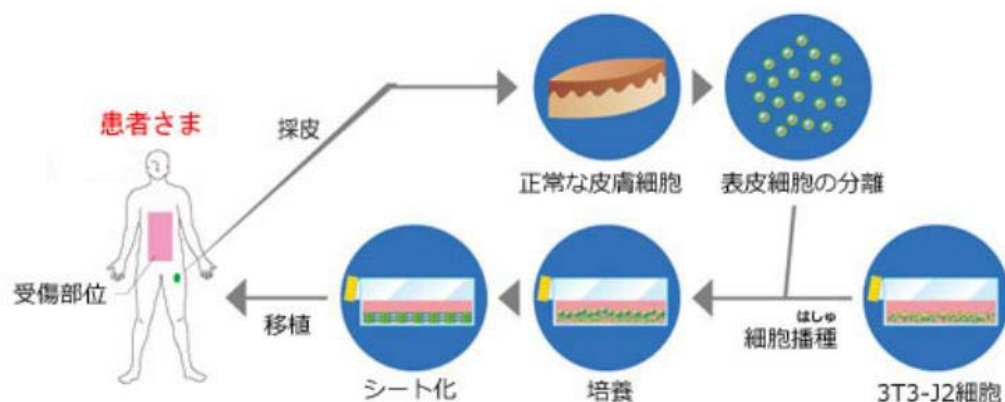 患者さま
採皮
正常な皮膚細胞
表皮細胞の分離
受傷部位
移植
シート化
培養
はしゅ
細胞播種
3T3-J2細胞